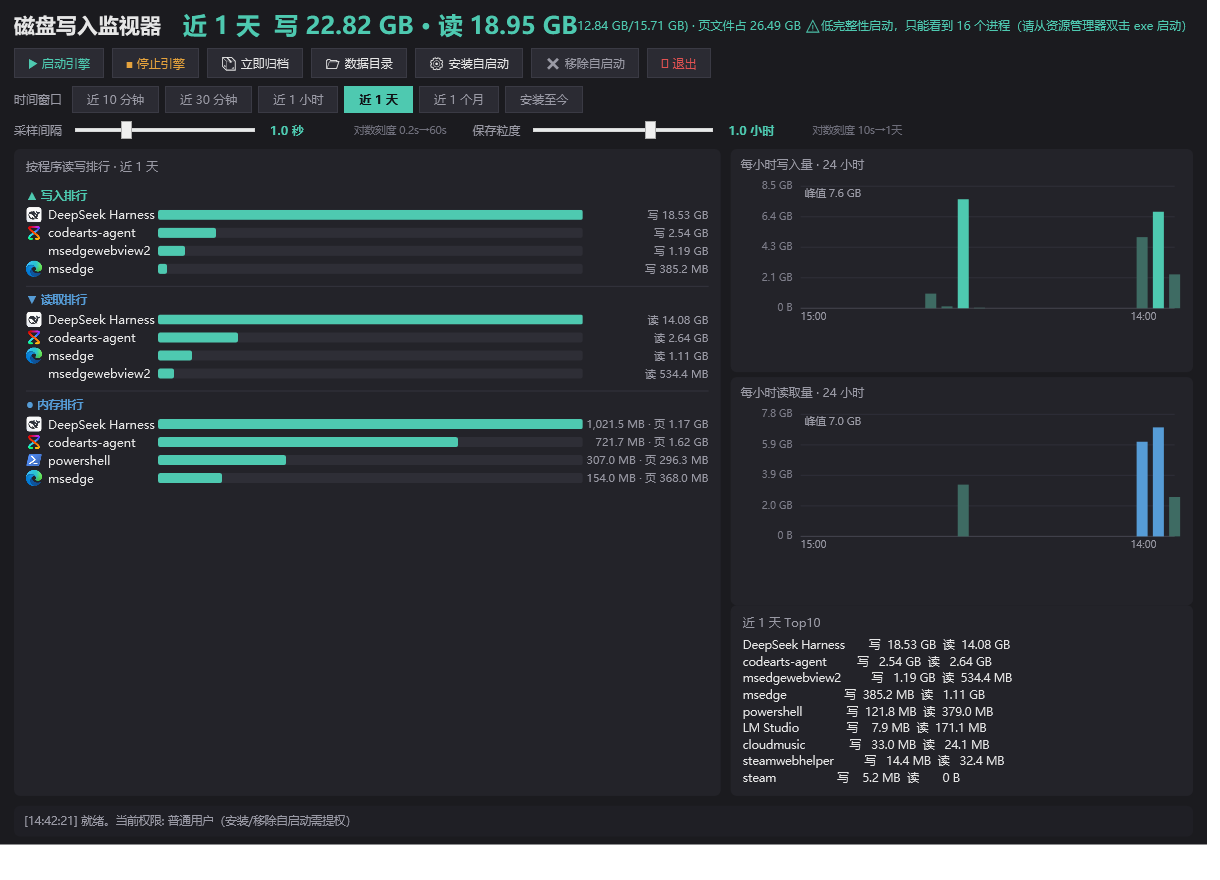 磁盘写入监视器 近 1 天 写 22.82 GB • 读 18.95 GB 12.84 GB/15.71 GB) · 页文件占 26.49 GB ⚠低完整性启动，只能看到 16 个进程（请从资源管理器双击 exe 启动）
▶启动引擎 ■停止引擎 立即归档 数据目录 安装自启动 移除自启动 退出
时间窗口 近 10 分钟 近 30 分钟 近 1 小时 近 1 天 近 1 个月 安装至今
采样间隔 1.0 秒 对数刻度 0.2s→60s 保存粒度 1.0 小时 对数刻度 10s→1天
按程序读写排行 · 近 1 天
▲ 写入排行
DeepSeek Harness 写 18.53 GB
codearts-agent 写 2.54 GB
msedgewebview2 写 1.19 GB
msedge 写 385.2 MB
▼ 读取排行
DeepSeek Harness 读 14.08 GB
codearts-agent 读 2.64 GB
msedge 读 1.11 GB
msedgewebview2 读 534.4 MB
● 内存排行
DeepSeek Harness 1,021.5 MB · 页 1.17 GB
codearts-agent 721.7 MB · 页 1.62 GB
powershell 307.0 MB · 页 296.3 MB
msedge 154.0 MB · 页 368.0 MB
每小时写入量 · 24 小时
8.5 GB
峰值 7.6 GB
6.4 GB
4.3 GB
2.1 GB
0 B
15:00 14:00
每小时读取量 · 24 小时
7.8 GB
峰值 7.0 GB
5.9 GB
3.9 GB
2.0 GB
0 B
15:00 14:00
近 1 天 Top10
DeepSeek Harness 写 18.53 GB 读 14.08 GB
codearts-agent 写 2.54 GB 读 2.64 GB
msedgewebview2 写 1.19 GB 读 534.4 MB
msedge 写 385.2 MB 读 1.11 GB
powershell 写 121.8 MB 读 379.0 MB
LM Studio 写 7.9 MB 读 171.1 MB
cloudmusic 写 33.0 MB 读 24.1 MB
steamwebhelper 写 14.4 MB 读 32.4 MB
steam 写 5.2 MB 读 0 B
[14:42:21] 就绪。当前权限: 普通用户（安装/移除自启动需提权）